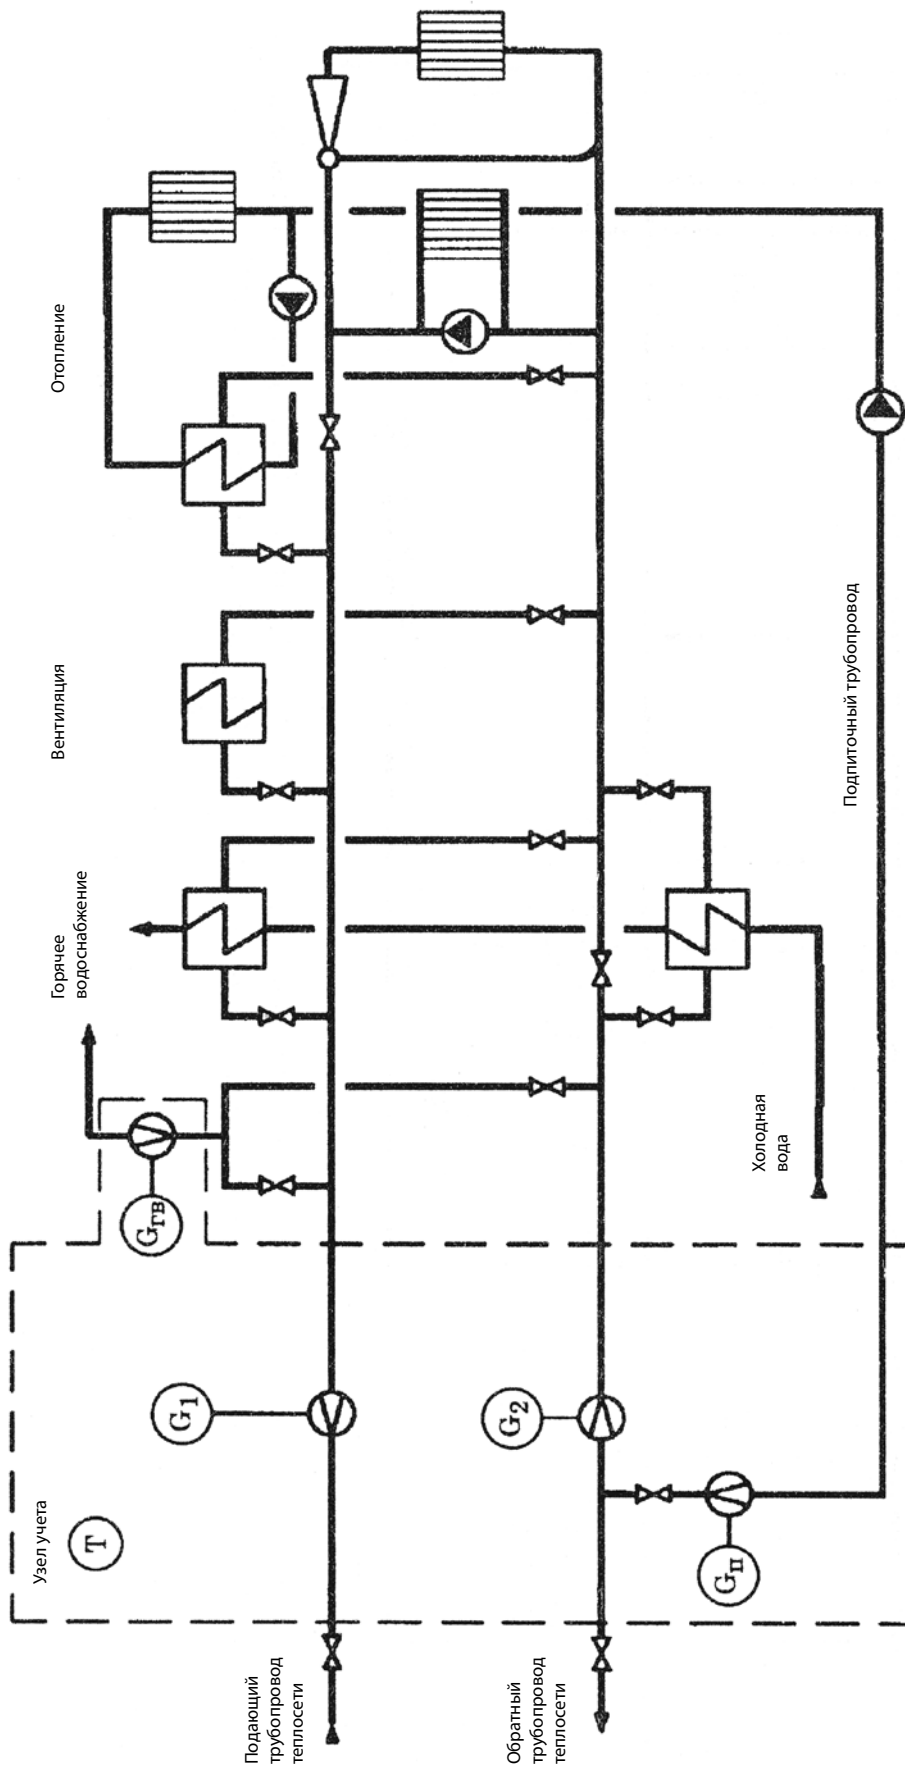 Узел учета
T
G₁
G₂
Gп
Gгв
Подающий
трубопровод
теплосети
Обратный
трубопровод
теплосети
Горячее
водоснабжение
Вентиляция
Отопление
Холодная
вода
Подпиточный трубопровод